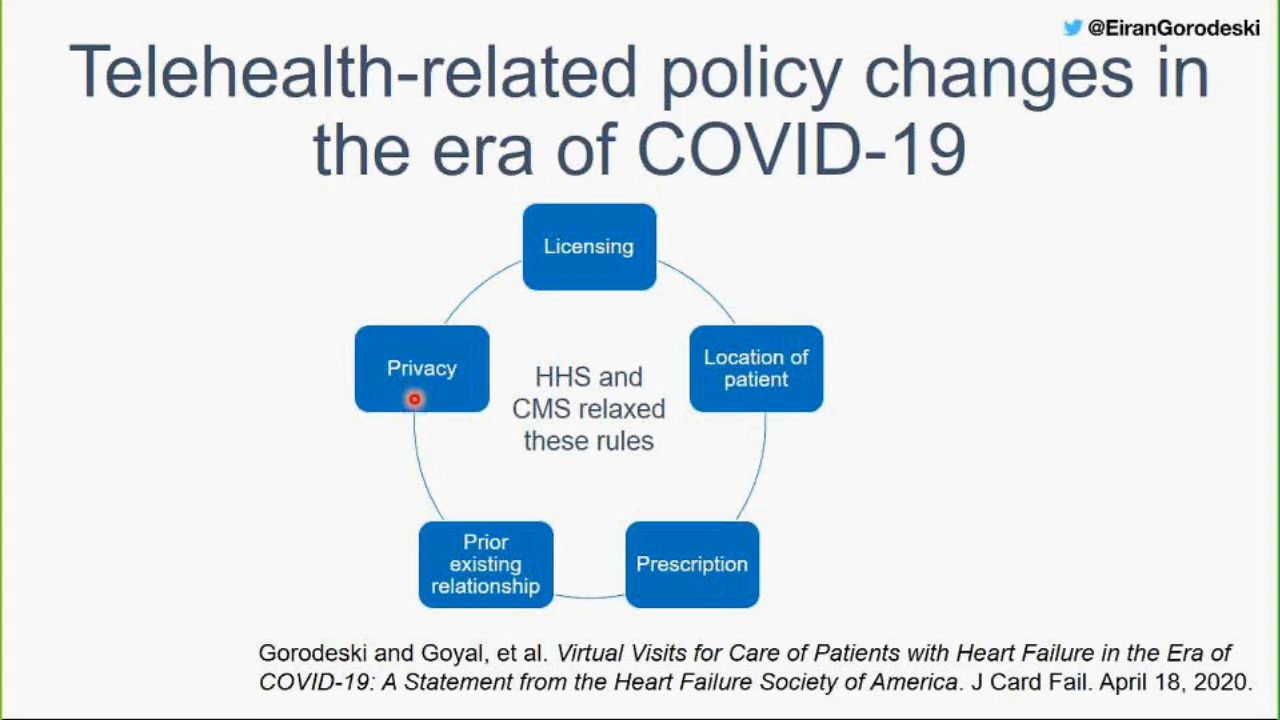 @EiranGorodeski
Telehealth-related policy changes in
the era of COVID-19
Licensing
Privacy
Location of
patient
HHS and
CMS relaxed
these rules
Prior
existing
relationship
Prescription
Gorodeski and Goyal, et al. Virtual Visits for Care of Patients with Heart Failure in the Era of
COVID-19: A Statement from the Heart Failure Society of America. J Card Fail. April 18, 2020.